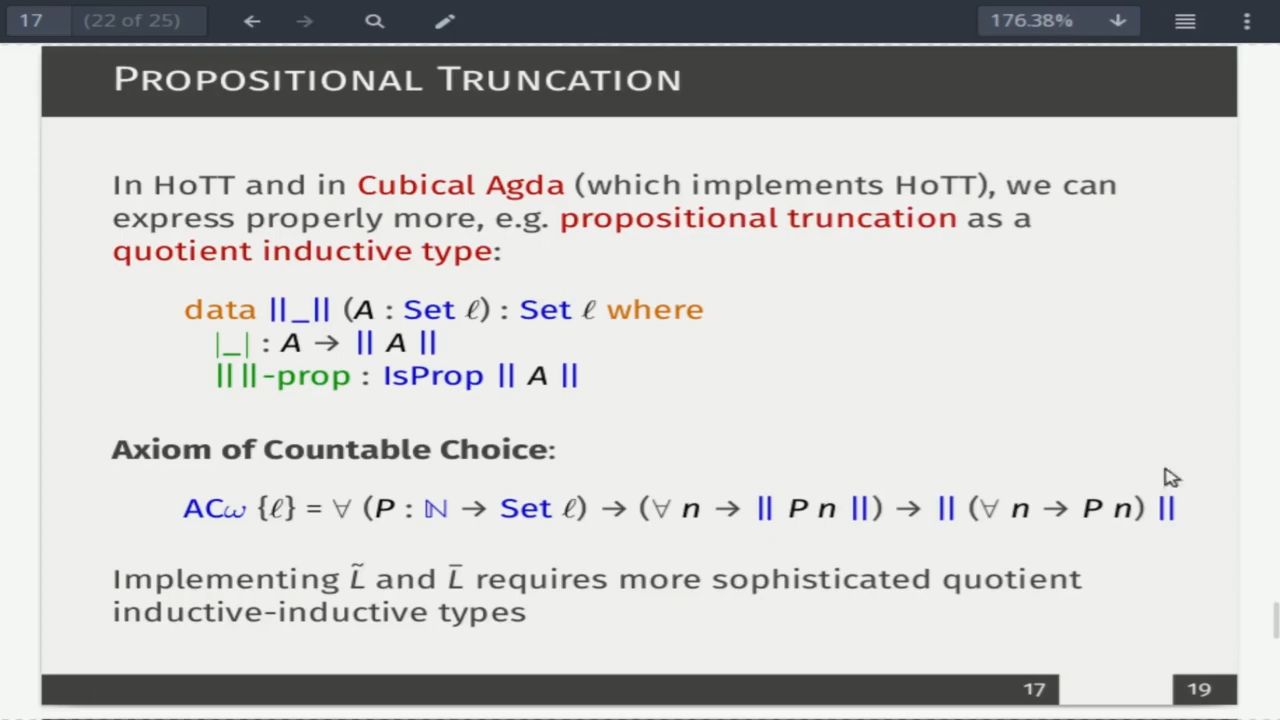 17 (22 of 25) 176.38%
PROPOSITIONAL TRUNCATION
In HoTT and in Cubical Agda (which implements HoTT), we can
express properly more, e.g. propositional truncation as a
quotient inductive type:
data ||_|| (A : Set ℓ) : Set ℓ where
|_| : A → || A ||
||||-prop : IsProp || A ||
Axiom of Countable Choice:
ACω {ℓ} = ∀ (P : ℕ → Set ℓ) → (∀ n → || P n ||) → || (∀ n → P n) ||
Implementing L̃ and L̄ requires more sophisticated quotient
inductive-inductive types
17 19